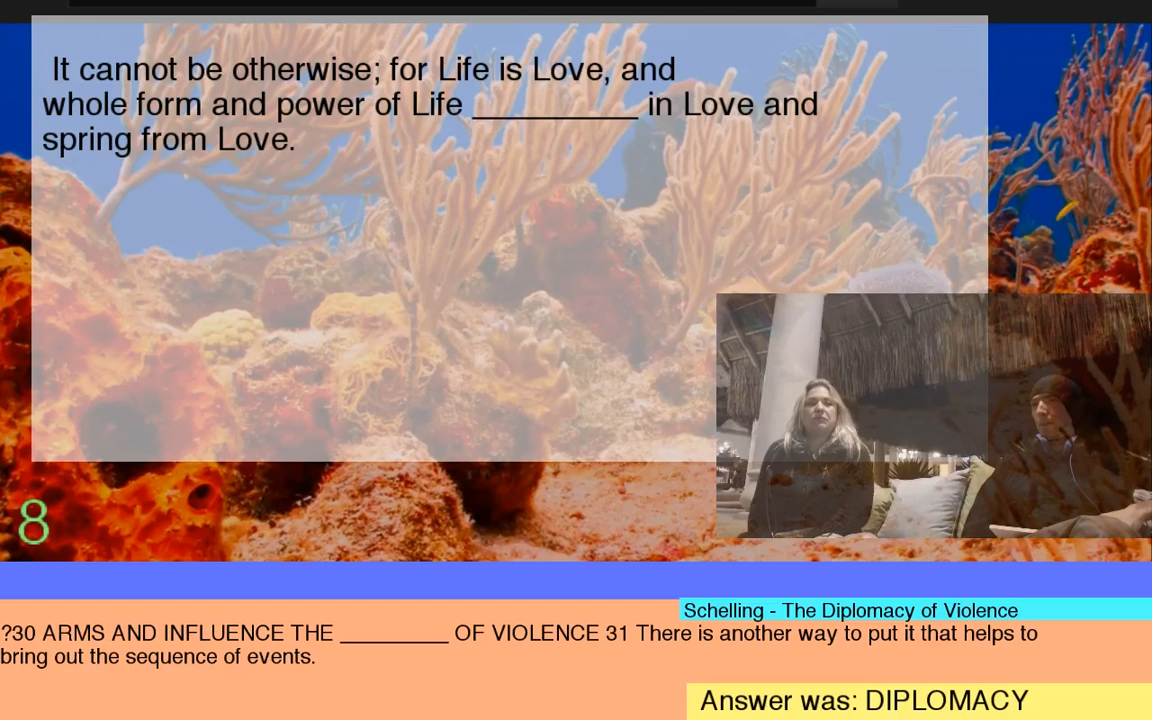 It cannot be otherwise; for Life is Love, and
whole form and power of Life __________ in Love and
spring from Love.
8
Schelling - The Diplomacy of Violence
?30 ARMS AND INFLUENCE THE _________ OF VIOLENCE 31 There is another way to put it that helps to
bring out the sequence of events.
Answer was: DIPLOMACY